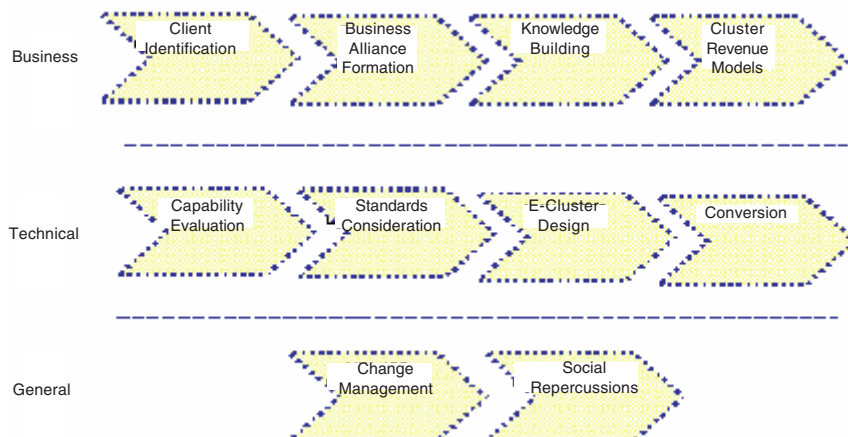 Business
Client
Identification
Business
Alliance
Formation
Knowledge
Building
Cluster
Revenue
Models
Technical
Capability
Evaluation
Standards
Consideration
E-Cluster
Design
Conversion
General
Change
Management
Social
Repercussions